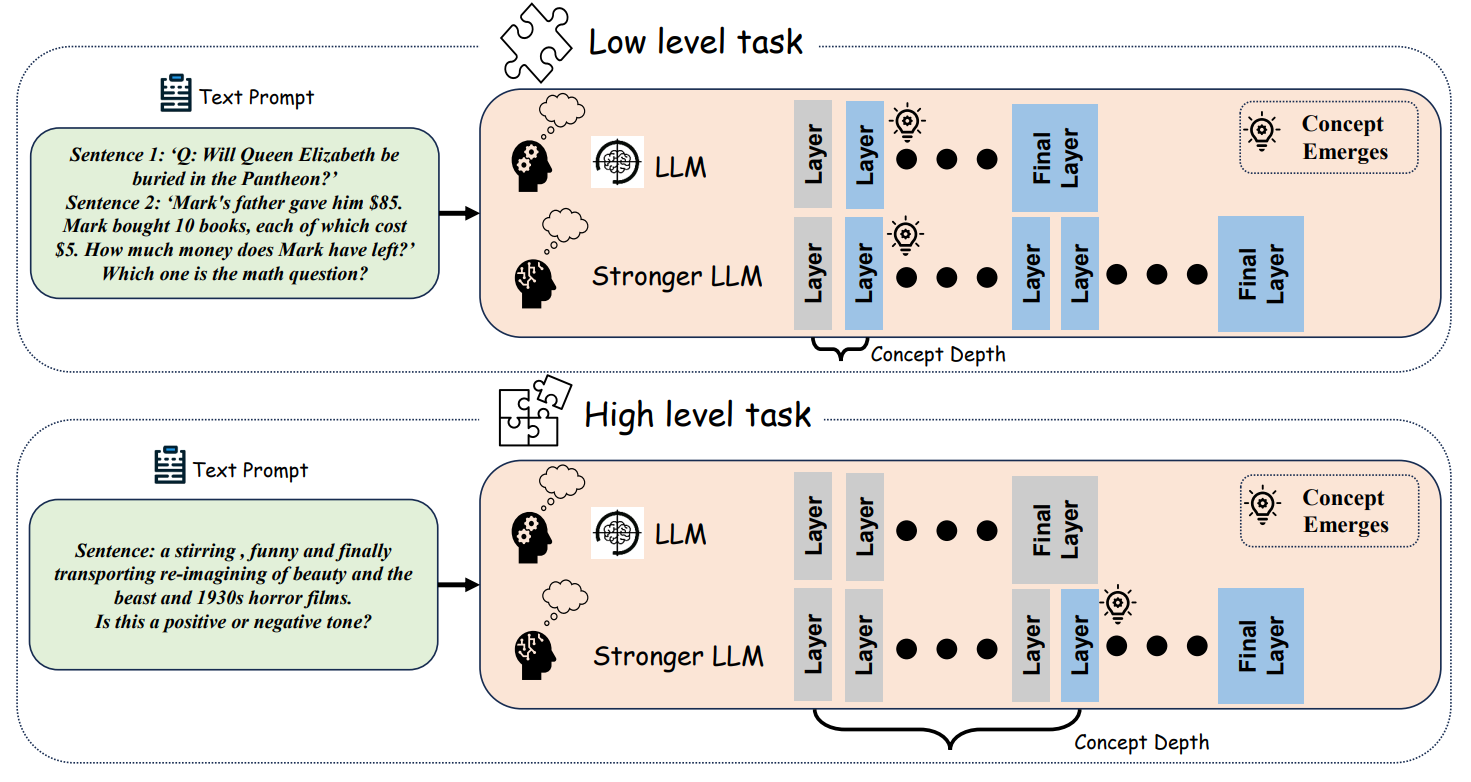 Low level task
Text Prompt
Sentence 1: ‘Q: Will Queen Elizabeth be
buried in the Pantheon?’
Sentence 2: ‘Mark's father gave him $85.
Mark bought 10 books, each of which cost
$5. How much money does Mark have left?’
Which one is the math question?
LLM
Layer
Layer
Final
Layer
Concept
Emerges
Stronger LLM
Layer
Layer
Layer
Layer
Final
Layer
Concept Depth
High level task
Text Prompt
Sentence: a stirring , funny and finally
transporting re-imagining of beauty and the
beast and 1930s horror films.
Is this a positive or negative tone?
LLM
Layer
Layer
Final
Layer
Concept
Emerges
Stronger LLM
Layer
Layer
Layer
Layer
Final
Layer
Concept Depth